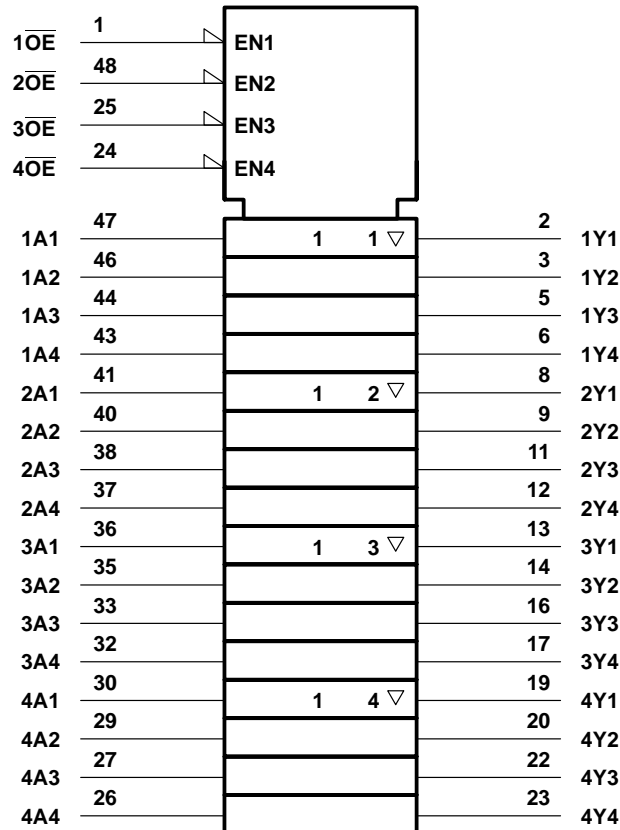 1O̅E̅ 1 EN1
2O̅E̅ 48 EN2
3O̅E̅ 25 EN3
4O̅E̅ 24 EN4
1A1 47 1 1 ▽ 2 1Y1
1A2 46 3 1Y2
1A3 44 5 1Y3
1A4 43 6 1Y4
2A1 41 1 2 ▽ 8 2Y1
2A2 40 9 2Y2
2A3 38 11 2Y3
2A4 37 12 2Y4
3A1 36 1 3 ▽ 13 3Y1
3A2 35 14 3Y2
3A3 33 16 3Y3
3A4 32 17 3Y4
4A1 30 1 4 ▽ 19 4Y1
4A2 29 20 4Y2
4A3 27 22 4Y3
4A4 26 23 4Y4